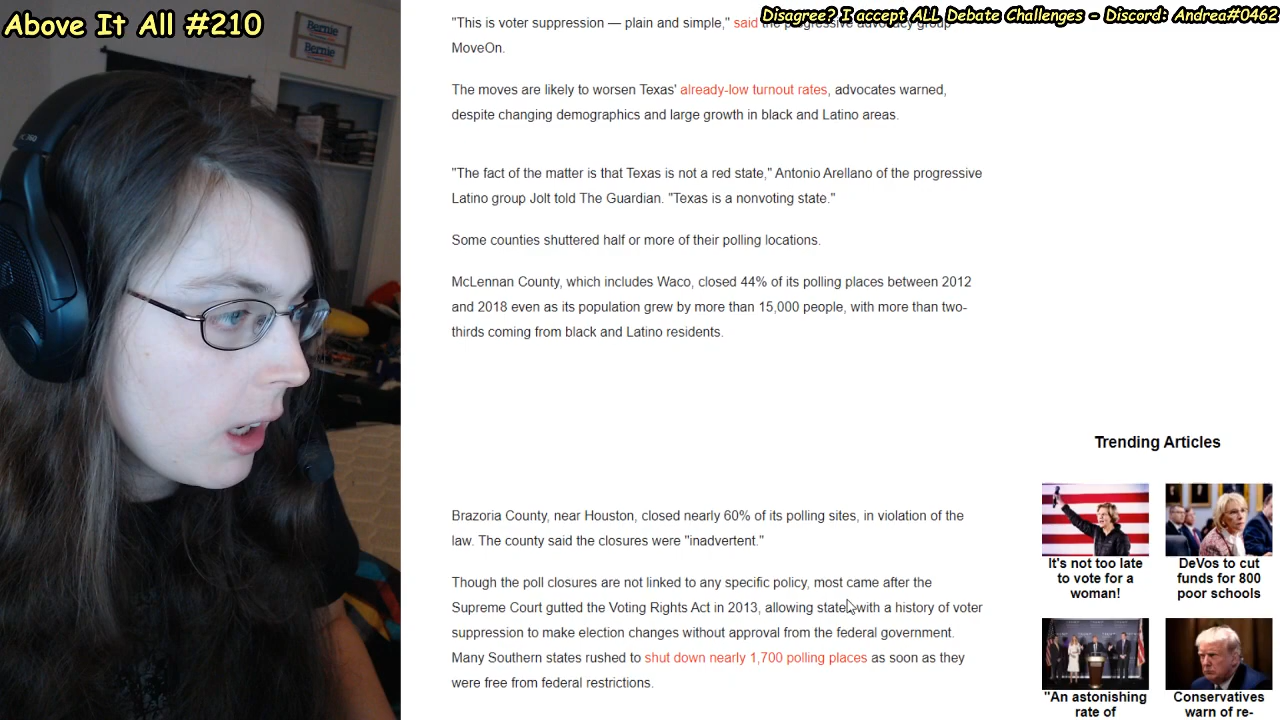 Above It All #210
Disagree? I accept ALL Debate Challenges - Discord: Andrea#0462
Bernie
Bernie
"This is voter suppression — plain and simple," said the progressive advocacy group
MoveOn.
The moves are likely to worsen Texas' already-low turnout rates, advocates warned,
despite changing demographics and large growth in black and Latino areas.
"The fact of the matter is that Texas is not a red state," Antonio Arellano of the progressive
Latino group Jolt told The Guardian. "Texas is a nonvoting state."
Some counties shuttered half or more of their polling locations.
McLennan County, which includes Waco, closed 44% of its polling places between 2012
and 2018 even as its population grew by more than 15,000 people, with more than two-
thirds coming from black and Latino residents.
Brazoria County, near Houston, closed nearly 60% of its polling sites, in violation of the
law. The county said the closures were "inadvertent."
Though the poll closures are not linked to any specific policy, most came after the
Supreme Court gutted the Voting Rights Act in 2013, allowing states with a history of voter
suppression to make election changes without approval from the federal government.
Many Southern states rushed to shut down nearly 1,700 polling places as soon as they
were free from federal restrictions.
Trending Articles
It's not too late
to vote for a
woman!
DeVos to cut
funds for 800
poor schools
"An astonishing
rate of
Conservatives
warn of re-